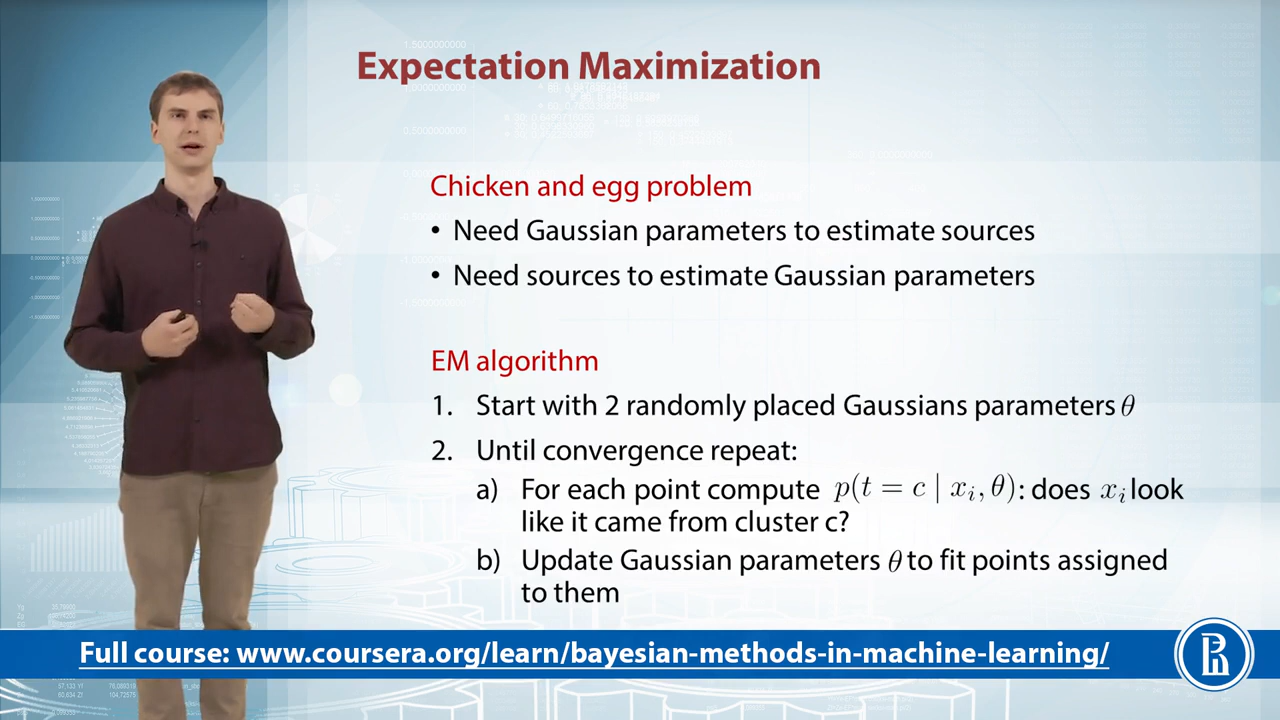 Expectation Maximization
Chicken and egg problem
• Need Gaussian parameters to estimate sources
• Need sources to estimate Gaussian parameters
EM algorithm
1. Start with 2 randomly placed Gaussians parameters θ
2. Until convergence repeat:
a) For each point compute p(t = c | xᵢ, θ): does xᵢ look
like it came from cluster c?
b) Update Gaussian parameters θ to fit points assigned
to them
Full course: www.coursera.org/learn/bayesian-methods-in-machine-learning/